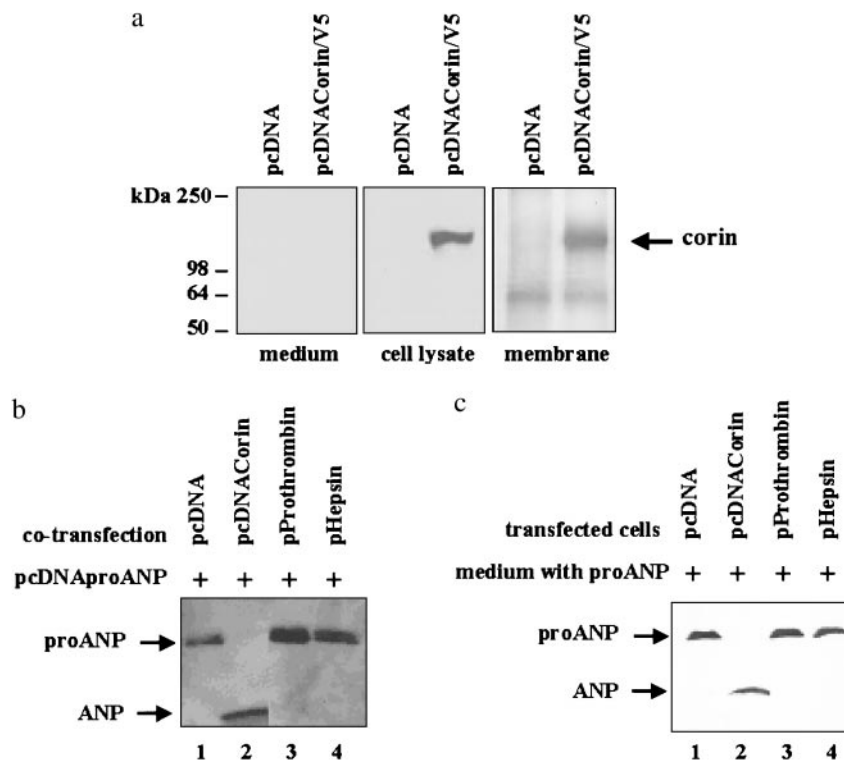 a
pcDNA
pcDNACorin/V5
pcDNA
pcDNACorin/V5
pcDNA
pcDNACorin/V5
kDa 250
98
64
50
corin
medium
cell lysate
membrane
b
co-transfection
pcDNA
pcDNACorin
pProthrombin
pHepsin
pcDNAproANP + + + +
proANP
ANP
1 2 3 4
c
transfected cells
pcDNA
pcDNACorin
pProthrombin
pHepsin
medium with proANP + + + +
proANP
ANP
1 2 3 4